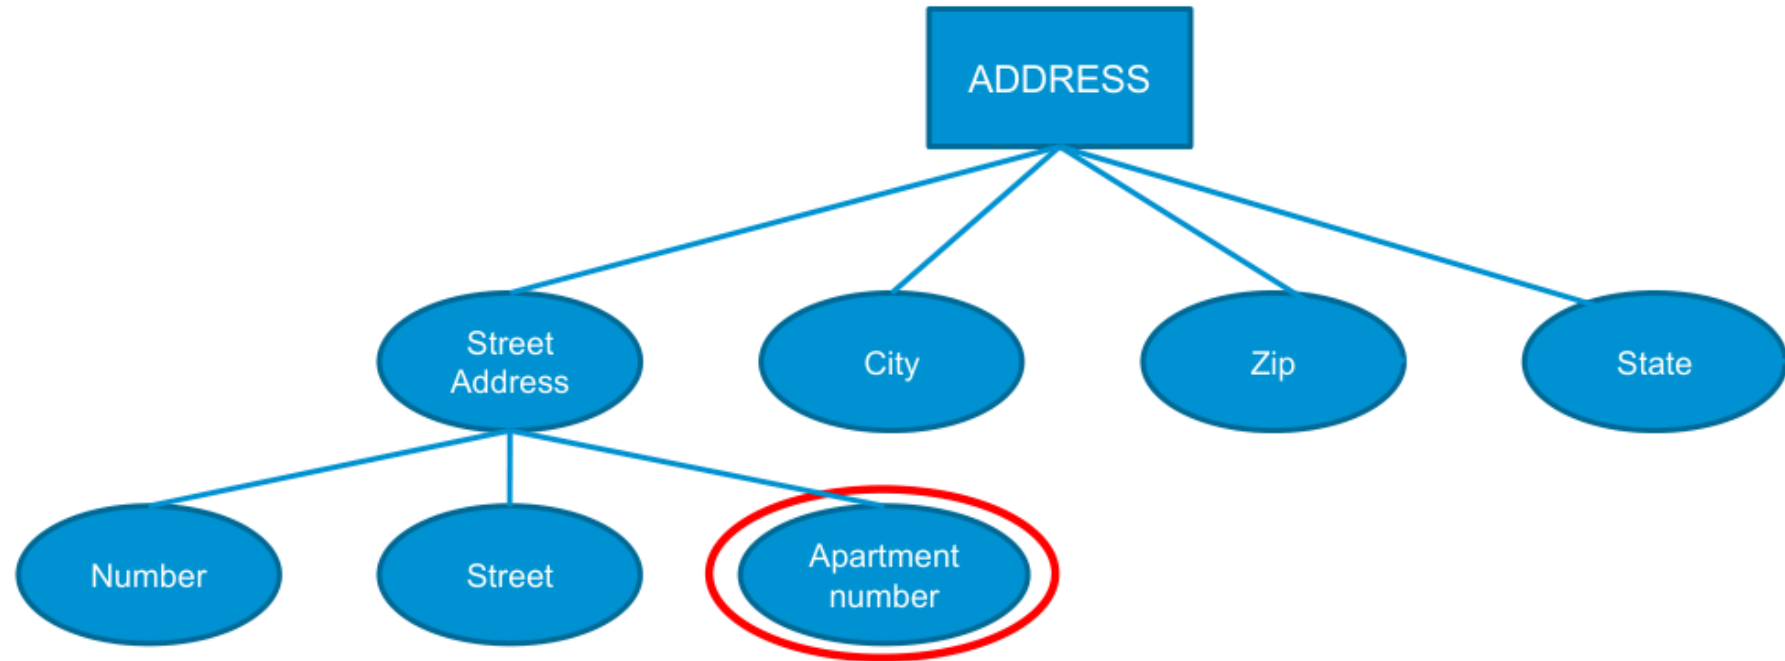 ADDRESS
Street
Address
City
Zip
State
Number
Street
Apartment
number